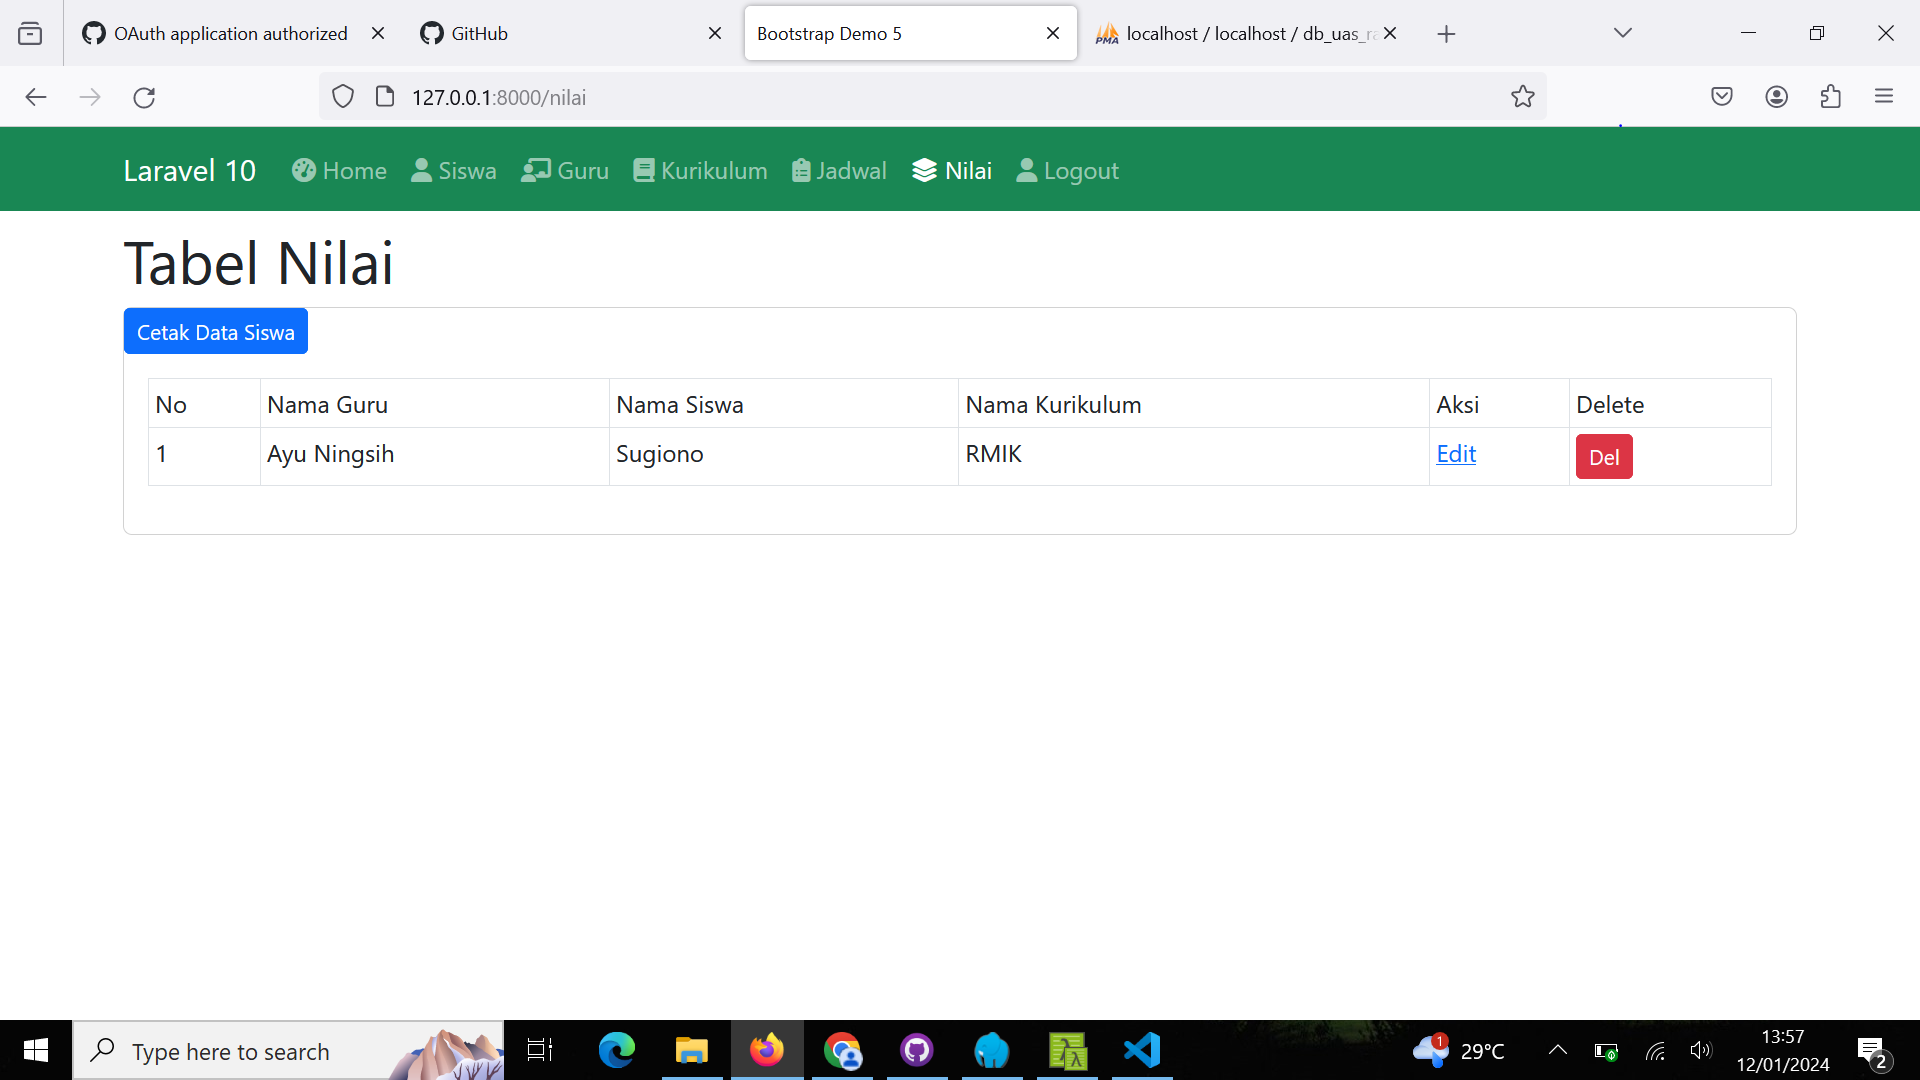 OAuth application authorized
GitHub
Bootstrap Demo 5
PMA localhost / localhost / db_uas_ra
127.0.0.1:8000/nilai
Laravel 10 Home Siswa Guru Kurikulum Jadwal Nilai Logout
Tabel Nilai
Cetak Data Siswa
No Nama Guru Nama Siswa Nama Kurikulum Aksi Delete
1 Ayu Ningsih Sugiono RMIK Edit Del
Type here to search
1
29°C
13:57
12/01/2024
2